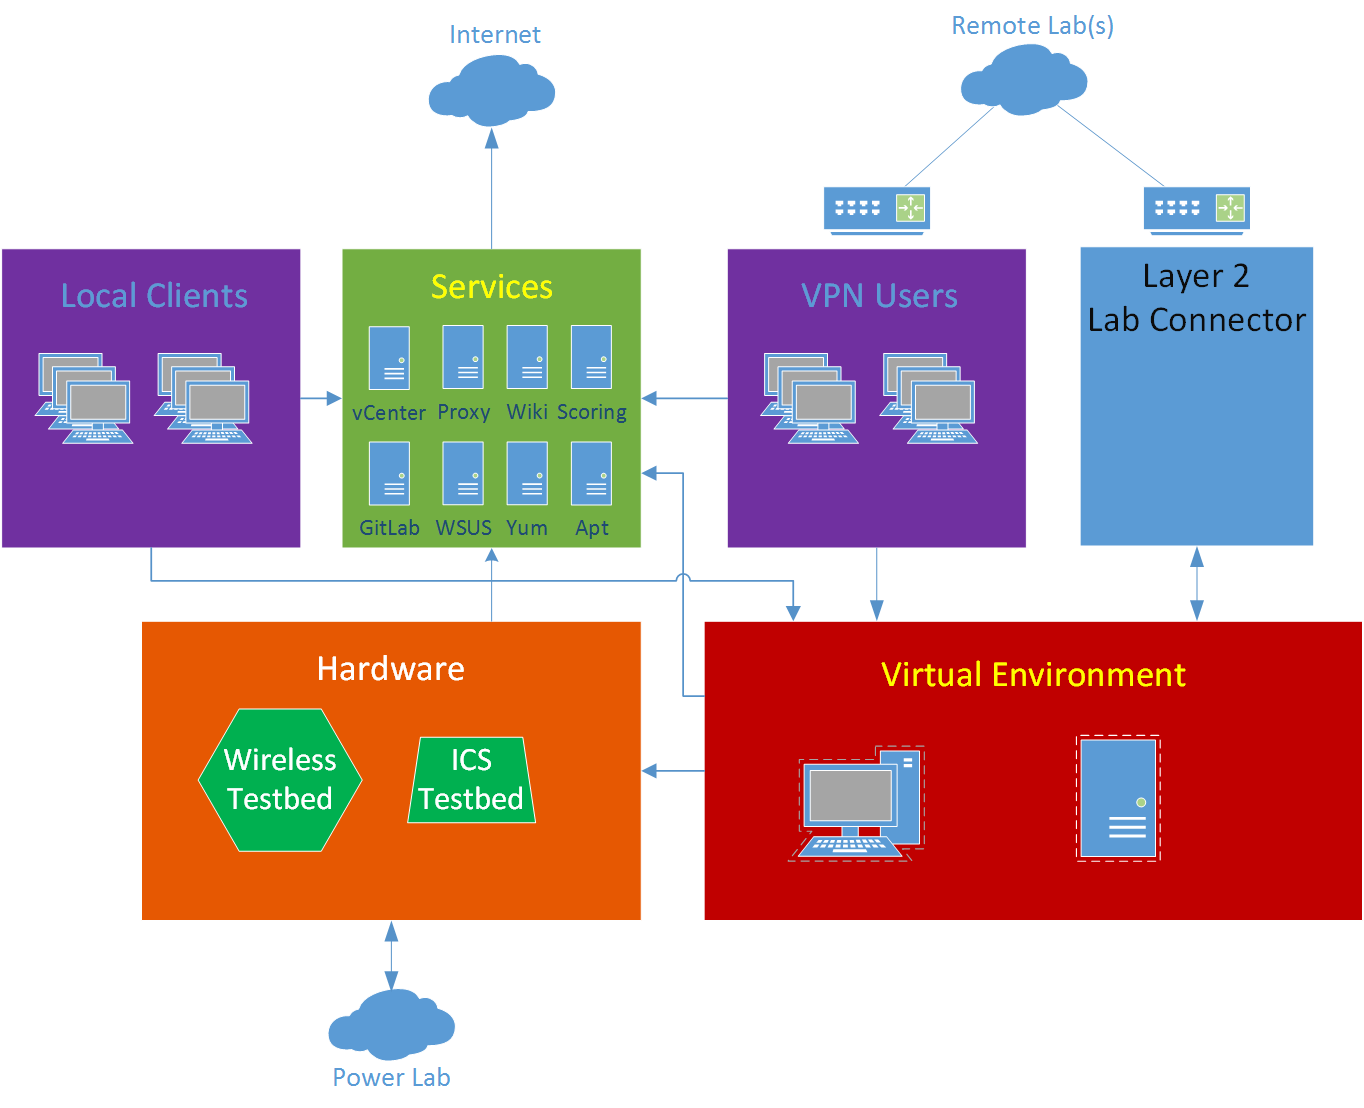 Internet
Remote Lab(s)
Local Clients
Services
vCenter Proxy Wiki Scoring
GitLab WSUS Yum Apt
VPN Users
Layer 2
Lab Connector
Hardware
Wireless
Testbed
ICS
Testbed
Virtual Environment
Power Lab